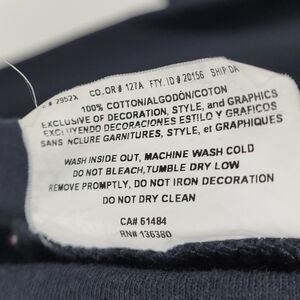 # 2952X CO. OR# 127A FTY. ID# 20156 SHIP DA
100% COTTON/ALGODÓN/COTON
EXCLUSIVE OF DECORATION, STYLE, and GRAPHICS
EXCLUYENDO DECORACIONES ESTILO Y GRAFICOS
SANS NCLURE GARNITURES, STYLE, et GRAPHIQUES
WASH INSIDE OUT, MACHINE WASH COLD
DO NOT BLEACH,TUMBLE DRY LOW
REMOVE PROMPTLY, DO NOT IRON DECORATION
DO NOT DRY CLEAN
CA# 61484
RN# 136380